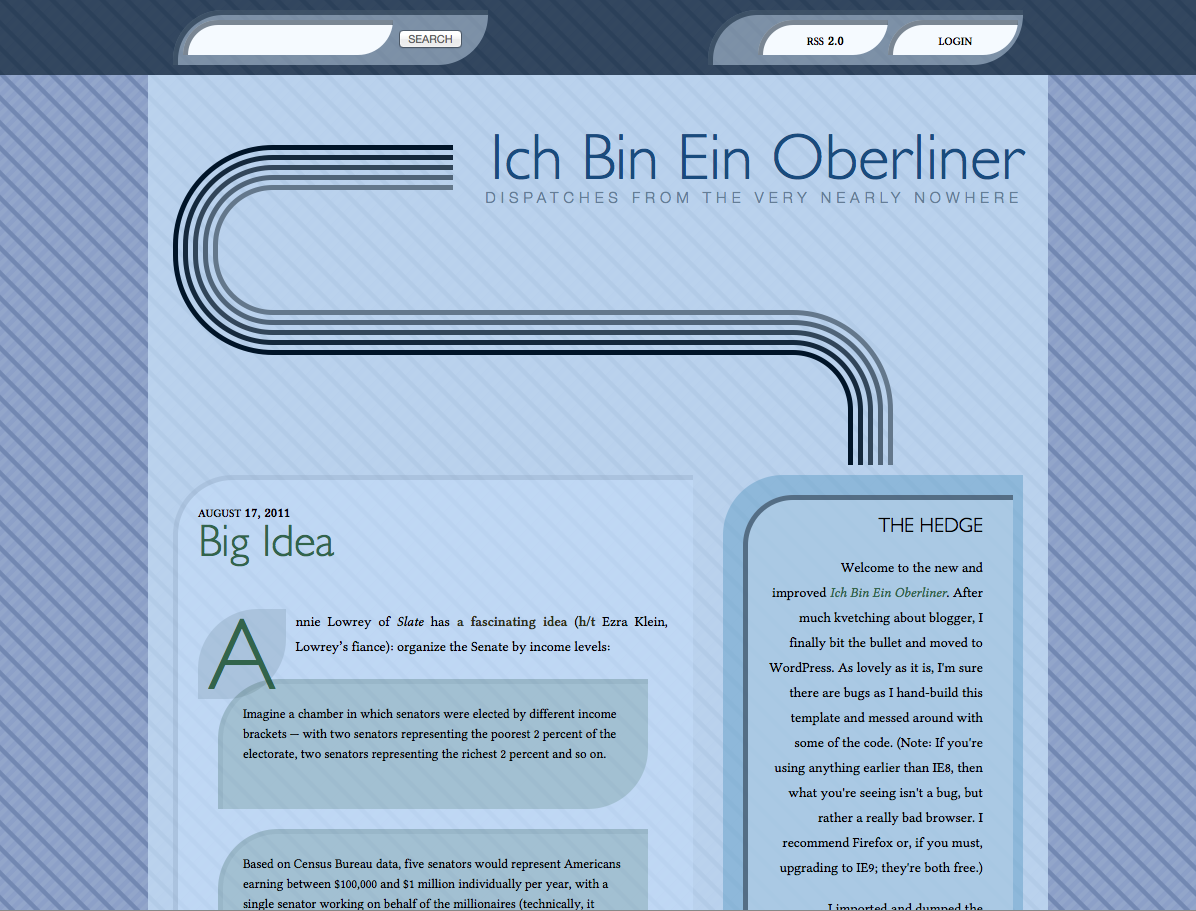 SEARCH
RSS 2.0
LOGIN
Ich Bin Ein Oberliner
DISPATCHES FROM THE VERY NEARLY NOWHERE
AUGUST 17, 2011
Big Idea
Annie Lowrey of Slate has a fascinating idea (h/t Ezra Klein,
Lowrey’s fiance): organize the Senate by income levels:
Imagine a chamber in which senators were elected by different income
brackets — with two senators representing the poorest 2 percent of the
electorate, two senators representing the richest 2 percent and so on.
Based on Census Bureau data, five senators would represent Americans
earning between $100,000 and $1 million individually per year, with a
single senator working on behalf of the millionaires (technically, it
THE HEDGE
Welcome to the new and
improved Ich Bin Ein Oberliner. After
much kvetching about blogger, I
finally bit the bullet and moved to
WordPress. As lovely as it is, I'm sure
there are bugs as I hand-build this
template and messed around with
some of the code. (Note: If you're
using anything earlier than IE8, then
what you're seeing isn't a bug, but
rather a really bad browser. I
recommend Firefox or, if you must,
upgrading to IE9; they're both free.)
I imported and dumped the